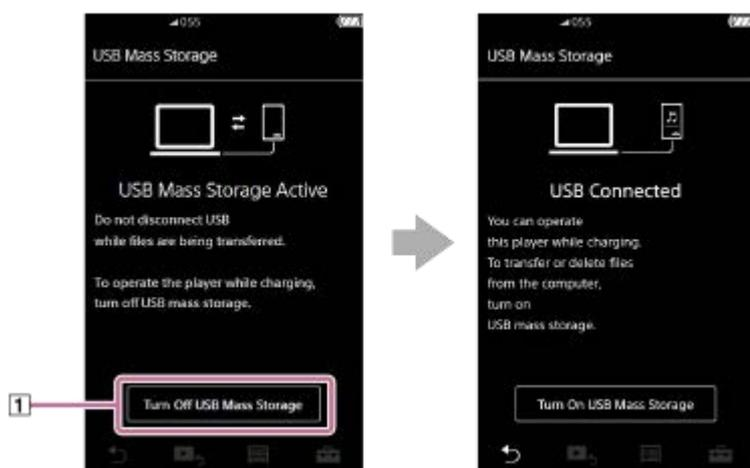 055
USB Mass Storage
USB Mass Storage Active
Do not disconnect USB
while files are being transferred.
To operate the player while charging,
turn off USB mass storage.
1
Turn Off USB Mass Storage
055
USB Mass Storage
USB Connected
You can operate
this player while charging.
To transfer or delete files
from the computer,
turn on
USB mass storage.
Turn On USB Mass Storage